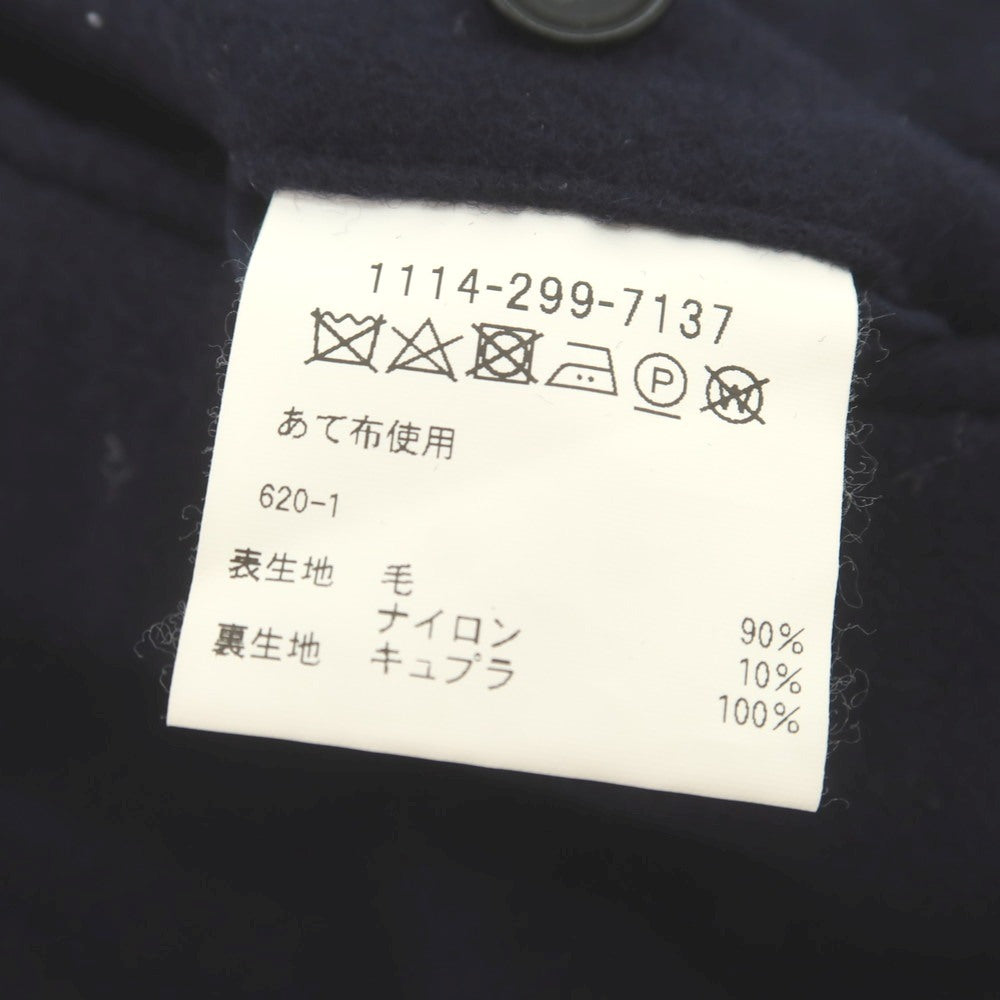 1114-299-7137
P W
あて布使用
620-1
表生地 毛 90%
ナイロン 10%
裏生地 キュプラ 100%